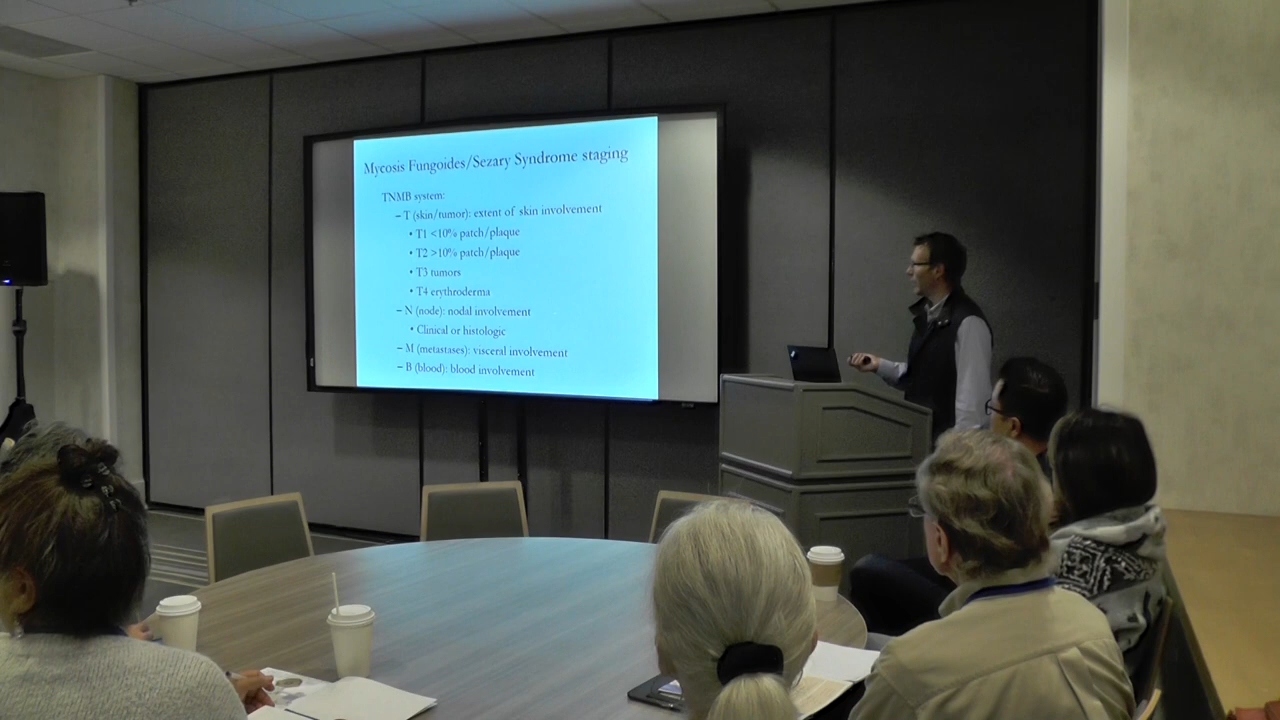 Mycosis Fungoides/Sezary Syndrome staging
TNMB system:
– T (skin/tumor): extent of skin involvement
• T1 <10% patch/plaque
• T2 >10% patch/plaque
• T3 tumors
• T4 erythroderma
– N (node): nodal involvement
• Clinical or histologic
– M (metastases): visceral involvement
– B (blood): blood involvement